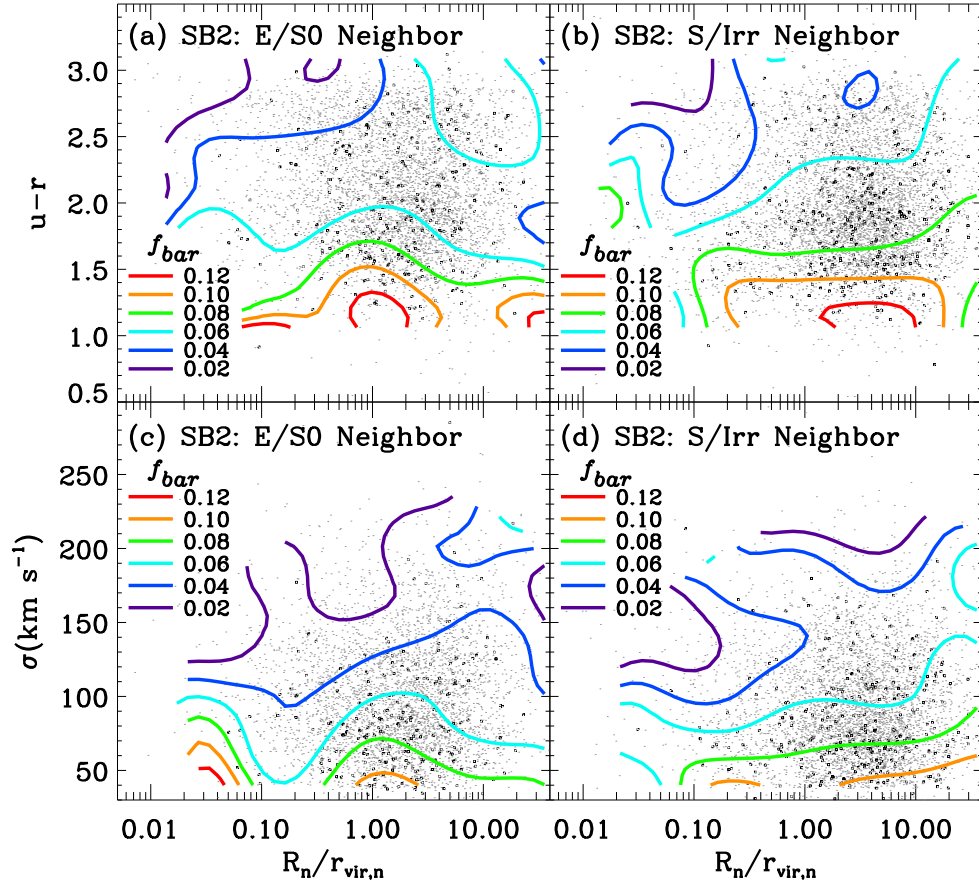 (a) SB2: E/S0 Neighbor
(b) SB2: S/Irr Neighbor
3.0
2.5
2.0
1.5
1.0
0.5
u−r
f_bar
0.12
0.10
0.08
0.06
0.04
0.02
f_bar
0.12
0.10
0.08
0.06
0.04
0.02
(c) SB2: E/S0 Neighbor
(d) SB2: S/Irr Neighbor
250
200
150
100
50
σ(km s⁻¹)
f_bar
0.12
0.10
0.08
0.06
0.04
0.02
f_bar
0.12
0.10
0.08
0.06
0.04
0.02
0.01 0.10 1.00 10.00
0.01 0.10 1.00 10.00
R_n/r_vir,n
R_n/r_vir,n